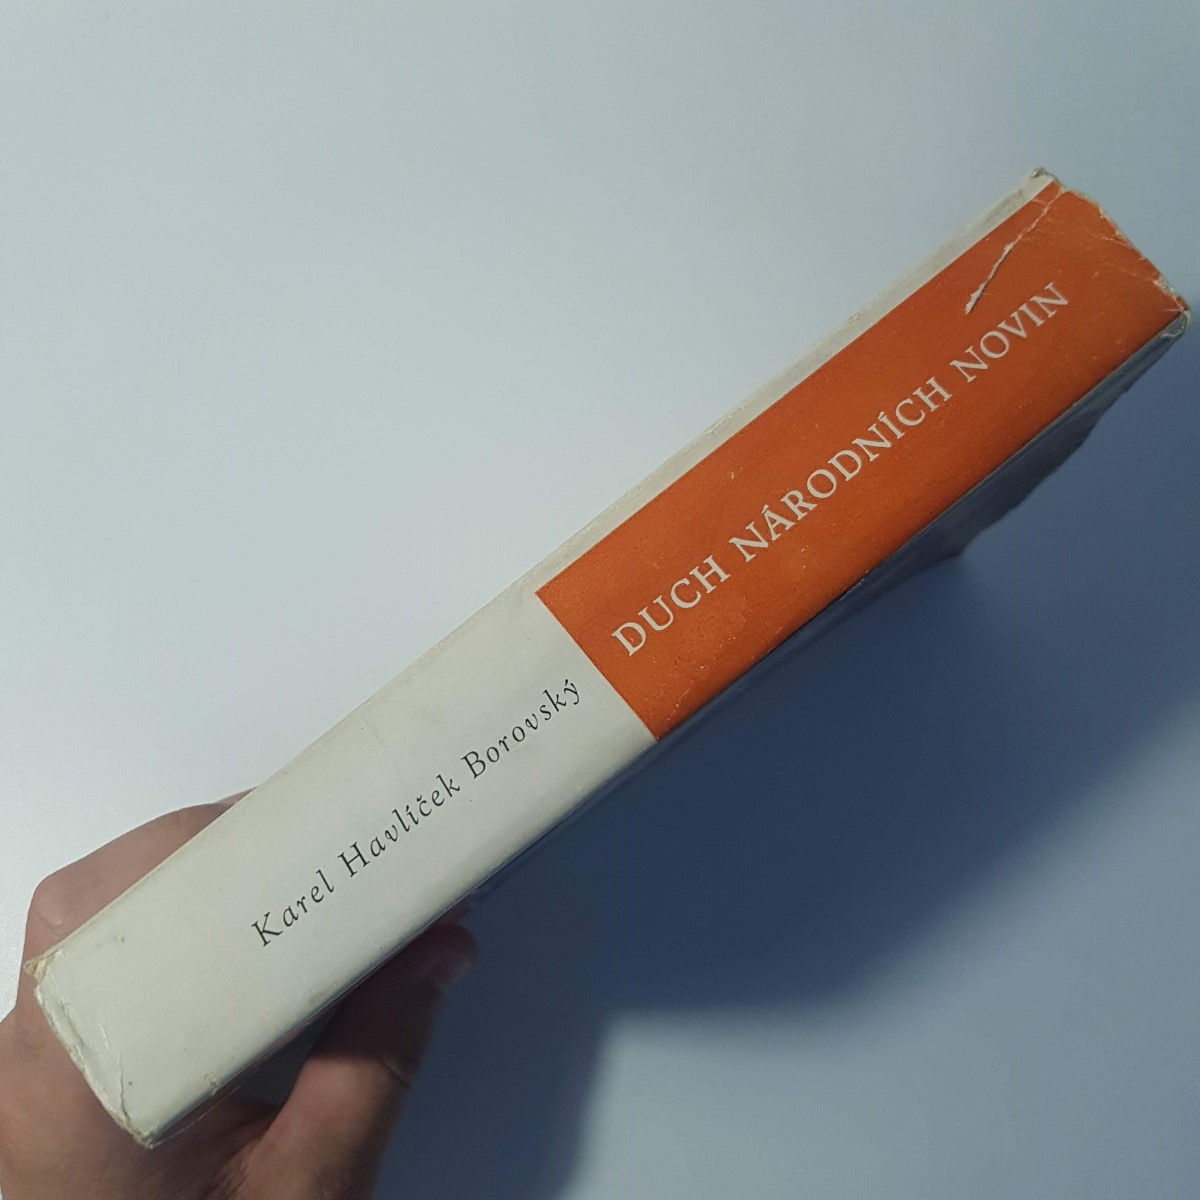 Karel Havlíček Borovský
DUCH NÁRODNÍCH NOVIN